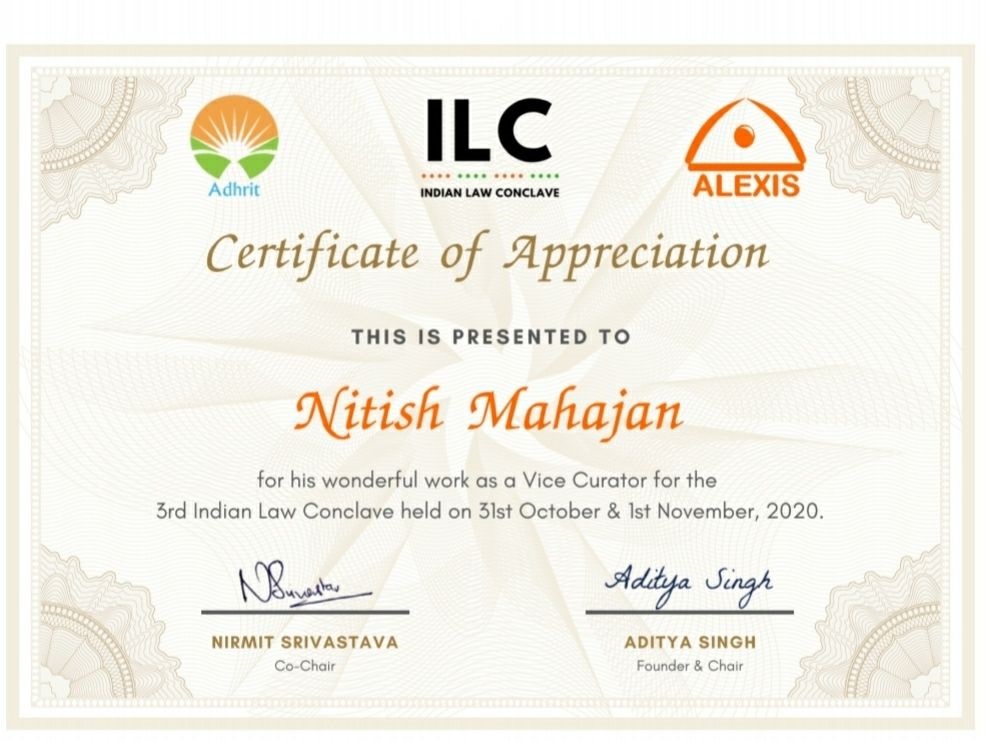 Adhrit
ILC
INDIAN LAW CONCLAVE
ALEXIS
Certificate of Appreciation
THIS IS PRESENTED TO
Nitish Mahajan
for his wonderful work as a Vice Curator for the
3rd Indian Law Conclave held on 31st October & 1st November, 2020.
NSrivastav
Aditya Singh
NIRMIT SRIVASTAVA
ADITYA SINGH
Co-Chair
Founder & Chair